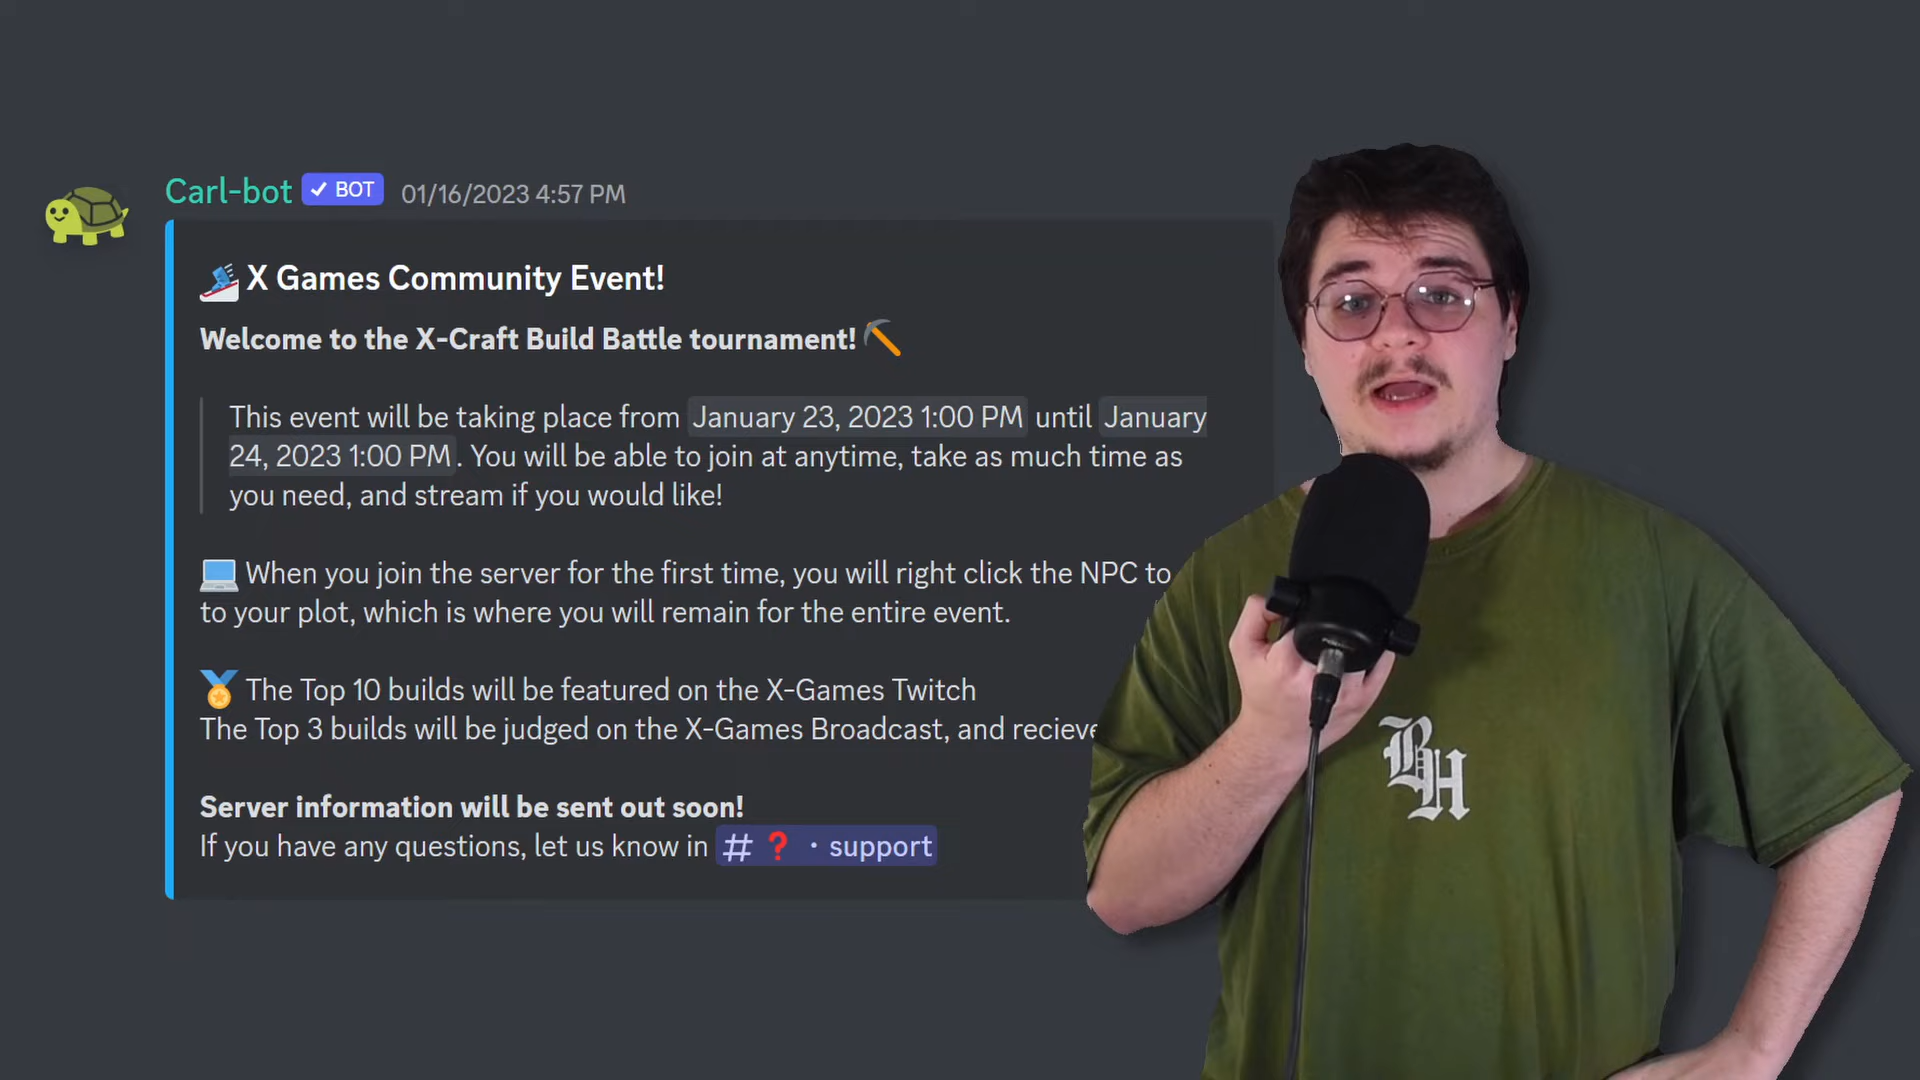 Carl-bot ✓ BOT 01/16/2023 4:57 PM
X Games Community Event!
Welcome to the X-Craft Build Battle tournament!
This event will be taking place from January 23, 2023 1:00 PM until January
24, 2023 1:00 PM. You will be able to join at anytime, take as much time as
you need, and stream if you would like!
When you join the server for the first time, you will right click the NPC to
to your plot, which is where you will remain for the entire event.
The Top 10 builds will be featured on the X-Games Twitch
The Top 3 builds will be judged on the X-Games Broadcast, and recieve
Server information will be sent out soon!
If you have any questions, let us know in # ❓ · support
BH